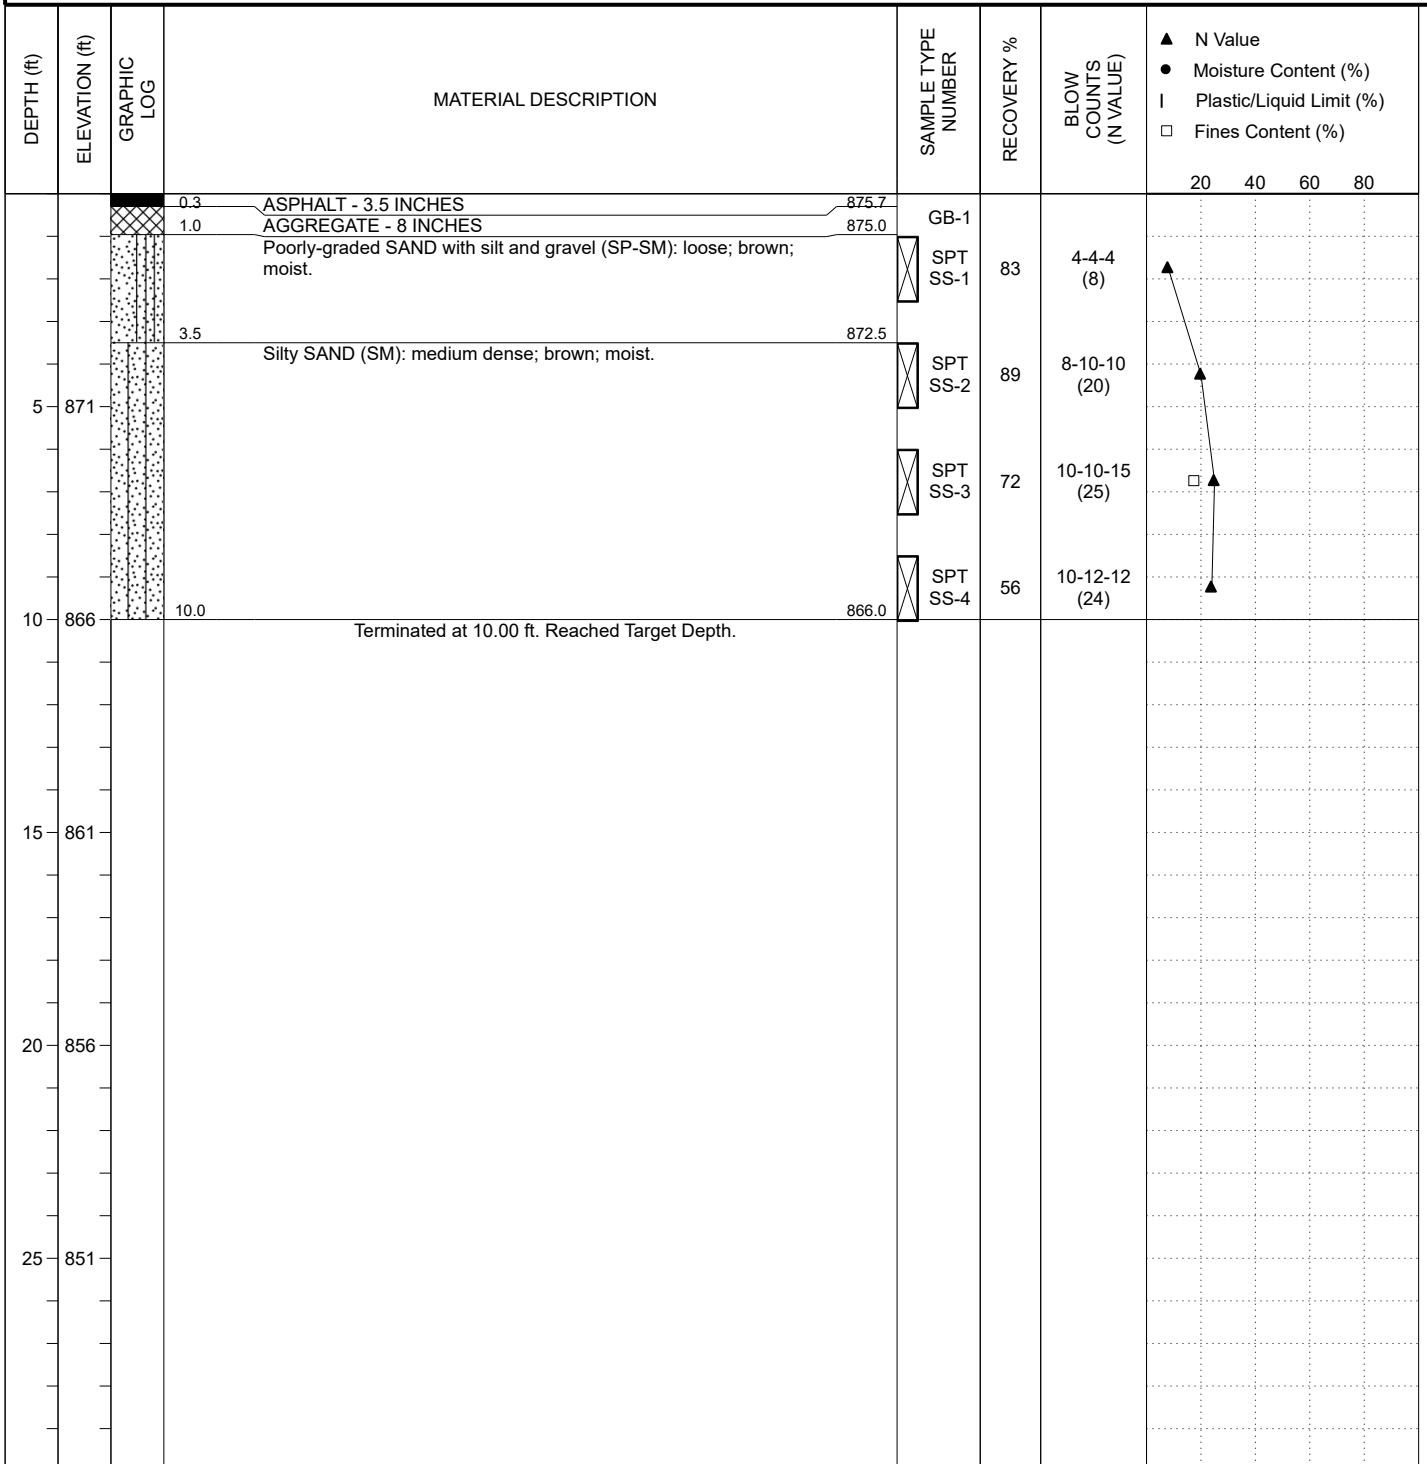 DEPTH (ft)
ELEVATION (ft)
GRAPHIC
LOG
MATERIAL DESCRIPTION
SAMPLE TYPE
NUMBER
RECOVERY %
BLOW
COUNTS
(N VALUE)
N Value
Moisture Content (%)
Plastic/Liquid Limit (%)
Fines Content (%)
20 40 60 80
0.3 ASPHALT - 3.5 INCHES 875.7
GB-1
1.0 AGGREGATE - 8 INCHES 875.0
Poorly-graded SAND with silt and gravel (SP-SM): loose; brown;
moist.
SPT
SS-1
83
4-4-4
(8)
3.5 872.5
Silty SAND (SM): medium dense; brown; moist.
SPT
SS-2
89
8-10-10
(20)
5 871
SPT
SS-3
72
10-10-15
(25)
SPT
SS-4
56
10-12-12
(24)
10.0 866.0
10 866
Terminated at 10.00 ft. Reached Target Depth.
15 861
20 856
25 851